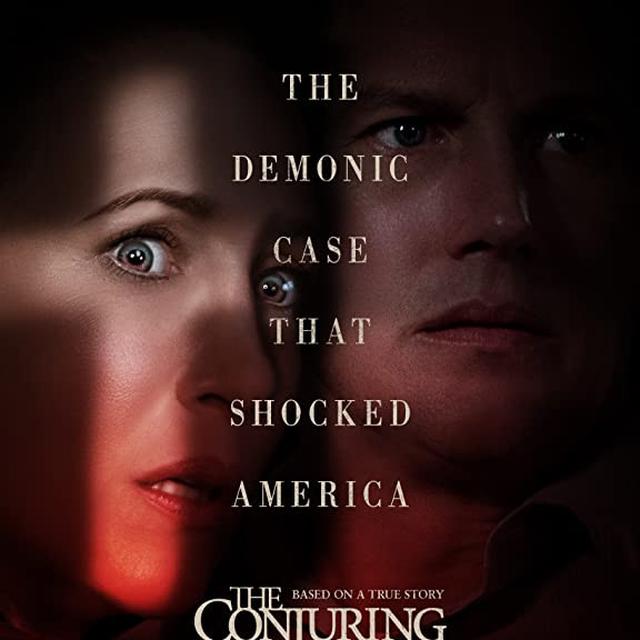 THE
DEMONIC
CASE
THAT
SHOCKED
AMERICA
THE BASED ON A TRUE STORY
CONJURING